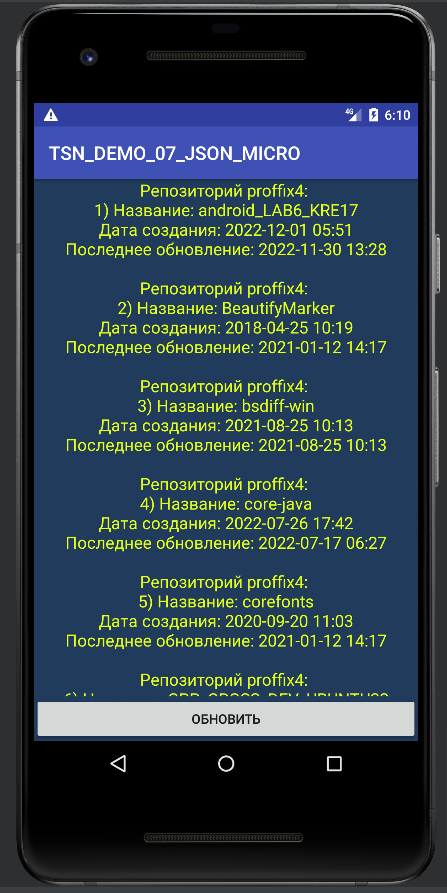 4G 6:10
TSN_DEMO_07_JSON_MICRO
Репозиторий proffix4:
1) Название: android_LAB6_KRE17
Дата создания: 2022-12-01 05:51
Последнее обновление: 2022-11-30 13:28
Репозиторий proffix4:
2) Название: BeautifyMarker
Дата создания: 2018-04-25 10:19
Последнее обновление: 2021-01-12 14:17
Репозиторий proffix4:
3) Название: bsdiff-win
Дата создания: 2021-08-25 10:13
Последнее обновление: 2021-08-25 10:13
Репозиторий proffix4:
4) Название: core-java
Дата создания: 2022-07-26 17:42
Последнее обновление: 2022-07-17 06:27
Репозиторий proffix4:
5) Название: corefonts
Дата создания: 2020-09-20 11:03
Последнее обновление: 2021-01-12 14:17
Репозиторий proffix4:
ОБНОВИТЬ